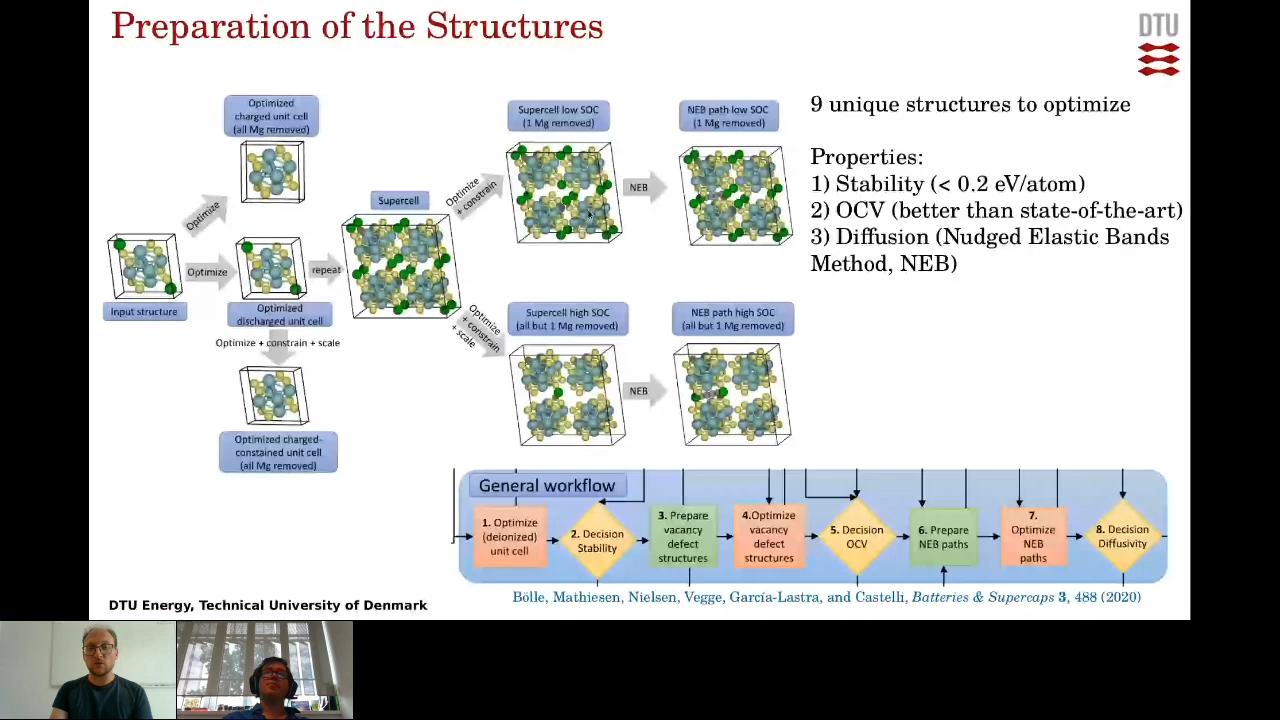 Preparation of the Structures
DTU
Optimized
charged unit cell
(all Mg removed)
Optimize
Input structure
Optimize
Optimized
discharged unit cell
Optimize + constrain + scale
Optimized charged-
constained unit cell
(all Mg removed)
repeat
Supercell
Optimize
+ constrain
Supercell low SOC
(1 Mg removed)
NEB
NEB path low SOC
(1 Mg removed)
Optimize
+ constrain
+ scale
Supercell high SOC
(all but 1 Mg removed)
NEB
NEB path high SOC
(all but 1 Mg removed)
9 unique structures to optimize
Properties:
1) Stability (< 0.2 eV/atom)
2) OCV (better than state-of-the-art)
3) Diffusion (Nudged Elastic Bands
Method, NEB)
General workflow
1. Optimize
(deionized)
unit cell
2. Decision
Stability
3. Prepare
vacancy
defect
structures
4.Optimize
vacancy
defect
structures
5. Decision
OCV
6. Prepare
NEB paths
7.
Optimize
NEB
paths
8. Decision
Diffusivity
Bölle, Mathiesen, Nielsen, Vegge, García-Lastra, and Castelli, Batteries & Supercaps 3, 488 (2020)
DTU Energy, Technical University of Denmark